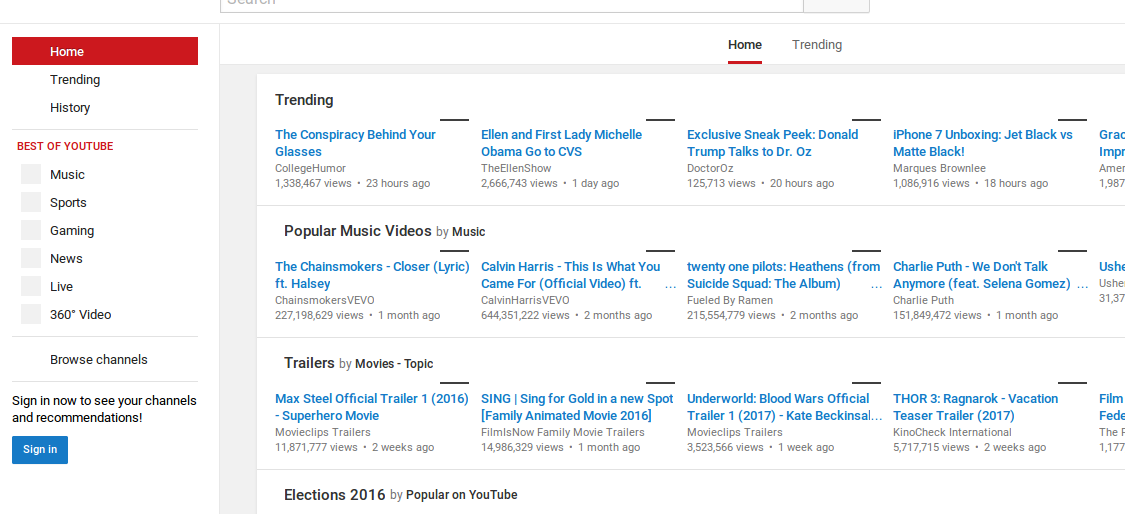 Search
Home
Trending
History
BEST OF YOUTUBE
Music
Sports
Gaming
News
Live
360° Video
Browse channels
Sign in now to see your channels
and recommendations!
Sign in
Home Trending
Trending
The Conspiracy Behind Your
Glasses
CollegeHumor
1,338,467 views • 23 hours ago
Ellen and First Lady Michelle
Obama Go to CVS
TheEllenShow
2,666,743 views • 1 day ago
Exclusive Sneak Peek: Donald
Trump Talks to Dr. Oz
DoctorOz
125,713 views • 20 hours ago
iPhone 7 Unboxing: Jet Black vs
Matte Black!
Marques Brownlee
1,086,916 views • 18 hours ago
Grac
Impr
Amer
1,987
Popular Music Videos by Music
The Chainsmokers - Closer (Lyric)
ft. Halsey
ChainsmokersVEVO
227,198,629 views • 1 month ago
Calvin Harris - This Is What You
Came For (Official Video) ft. ...
CalvinHarrisVEVO
644,351,222 views • 2 months ago
twenty one pilots: Heathens (from
Suicide Squad: The Album) ...
Fueled By Ramen
215,554,779 views • 2 months ago
Charlie Puth - We Don't Talk
Anymore (feat. Selena Gomez) ...
Charlie Puth
151,849,472 views • 1 month ago
Ushe
Usher
31,37
Trailers by Movies - Topic
Max Steel Official Trailer 1 (2016)
- Superhero Movie
Movieclips Trailers
11,871,777 views • 2 weeks ago
SING | Sing for Gold in a new Spot
[Family Animated Movie 2016]
FilmIsNow Family Movie Trailers
14,986,329 views • 1 month ago
Underworld: Blood Wars Official
Trailer 1 (2017) - Kate Beckinsal...
Movieclips Trailers
3,523,566 views • 1 week ago
THOR 3: Ragnarok - Vacation
Teaser Trailer (2017)
KinoCheck International
5,717,715 views • 2 weeks ago
Film
Fede
The F
1,177
Elections 2016 by Popular on YouTube